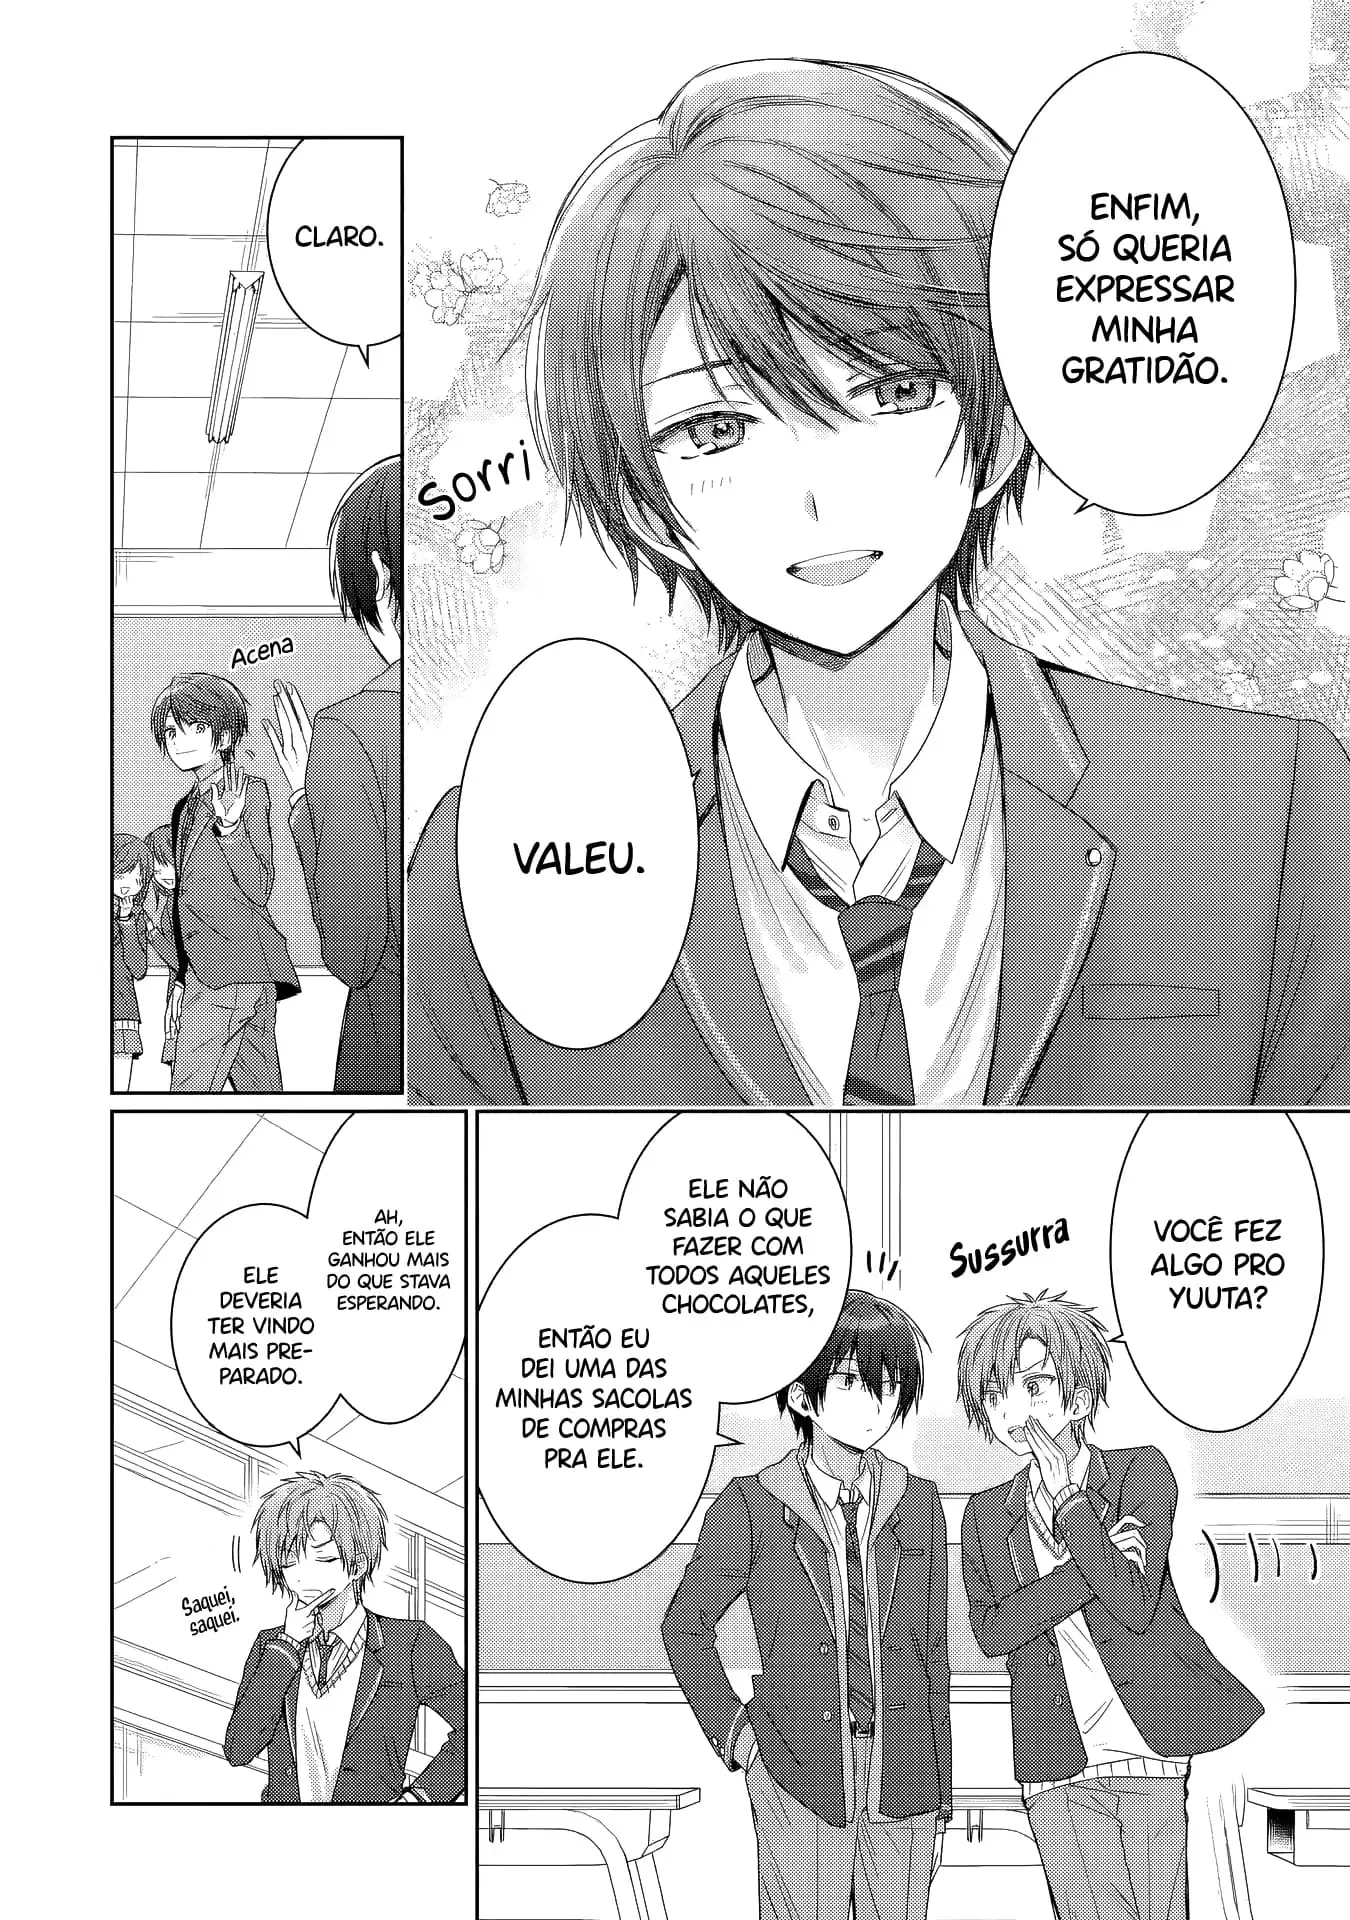 ENFIM,
SÓ QUERIA
EXPRESSAR
MINHA
GRATIDÃO.
Sorri
VALEU.
CLARO.
Acena
VOCÊ FEZ
ALGO PRO
YUUTA?
Sussurra
ELE NÃO
SABIA O QUE
FAZER COM
TODOS AQUELES
CHOCOLATES,
ENTÃO EU
DEI UMA DAS
MINHAS SACOLAS
DE COMPRAS
PRA ELE.
AH,
ENTÃO ELE
GANHOU MAIS
DO QUE STAVA
ESPERANDO.
ELE
DEVERIA
TER VINDO
MAIS PRE-
PARADO.
Saquei,
saquei.